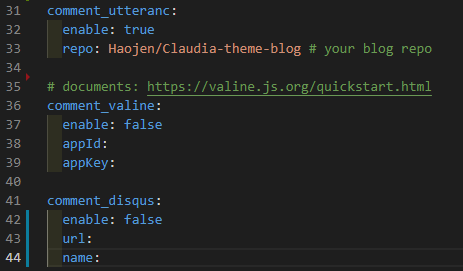 31 comment_utteranc:
32   enable: true
33   repo: Haojen/Claudia-theme-blog # your blog repo
34
35 # documents: https://valine.js.org/quickstart.html
36 comment_valine:
37   enable: false
38   appId:
39   appKey:
40
41 comment_disqus:
42   enable: false
43   url:
44   name: